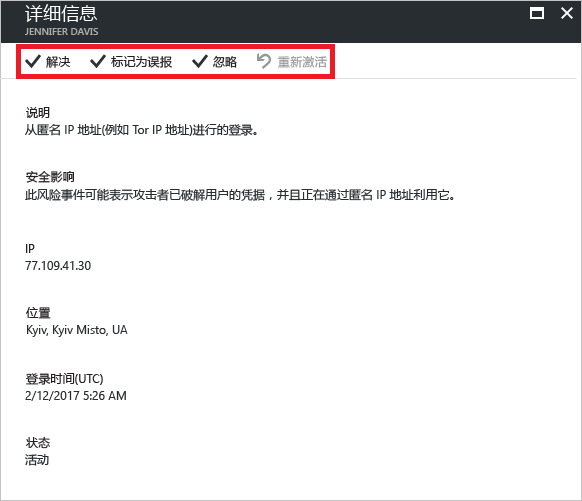 详细信息
JENNIFER DAVIS
解决 标记为误报 忽略 重新激活
说明
从匿名 IP 地址(例如 Tor IP 地址)进行的登录。
安全影响
此风险事件可能表示攻击者已破解用户的凭据，并且正在通过匿名 IP 地址利用它。
IP
77.109.41.30
位置
Kyiv, Kyiv Misto, UA
登录时间(UTC)
2/12/2017 5:26 AM
状态
活动